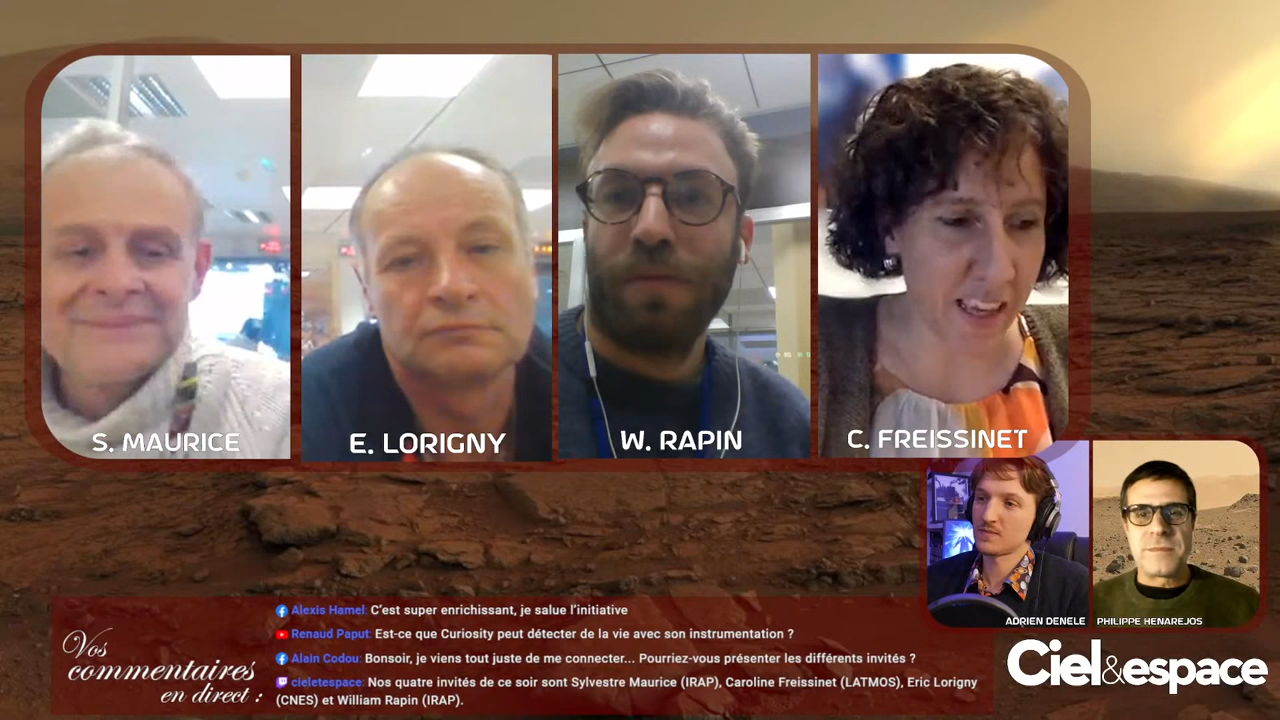 S. MAURICE
E. LORIGNY
W. RAPIN
C. FREISSINET
ADRIEN DENELE
PHILIPPE HENAREJOS
Vos
commentaires
en direct :
Alexis Hamel: C'est super enrichissant, je salue l'initiative
Renaud Paput: Est-ce que Curiosity peut détecter de la vie avec son instrumentation ?
Alain Codou: Bonsoir, je viens tout juste de me connecter... Pourriez-vous présenter les différents invités ?
cieletespace: Nos quatre invités de ce soir sont Sylvestre Maurice (IRAP), Caroline Freissinet (LATMOS), Eric Lorigny
(CNES) et William Rapin (IRAP).
Ciel&espace